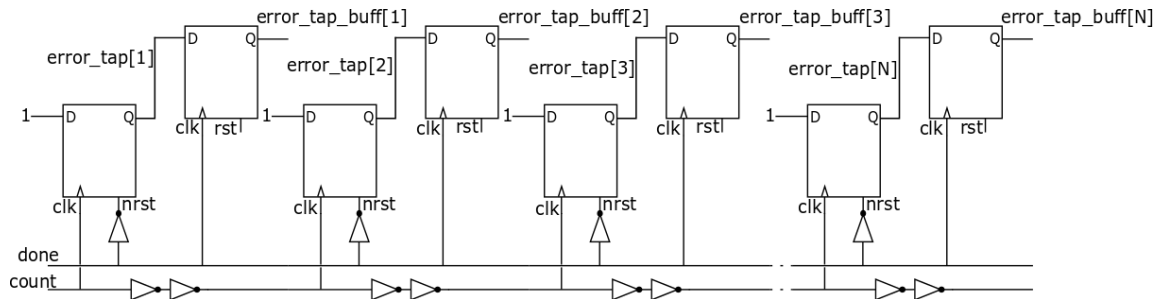 error_tap_buff[1] error_tap_buff[2] error_tap_buff[3] error_tap_buff[N]
D Q D Q D Q D Q
error_tap[1] error_tap[2] error_tap[3] error_tap[N]
1 D Q 1 D Q 1 D Q 1 D Q
clk rst clk rst clk rst clk rst
clk nrst clk nrst clk nrst clk nrst
done
count